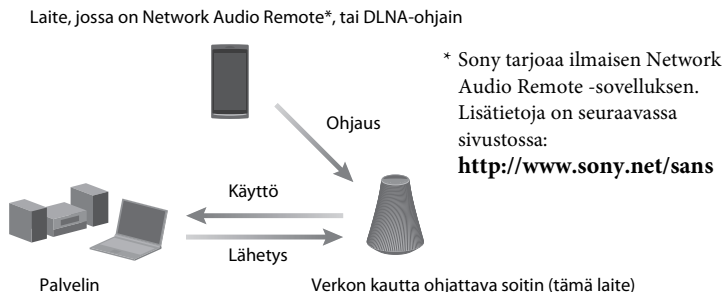 Laite, jossa on Network Audio Remote*, tai DLNA-ohjain
* Sony tarjoaa ilmaisen Network
Audio Remote -sovelluksen.
Lisätietoja on seuraavassa
sivustossa:
http://www.sony.net/sans
Ohjaus
Käyttö
Lähetys
Palvelin
Verkon kautta ohjattava soitin (tämä laite)